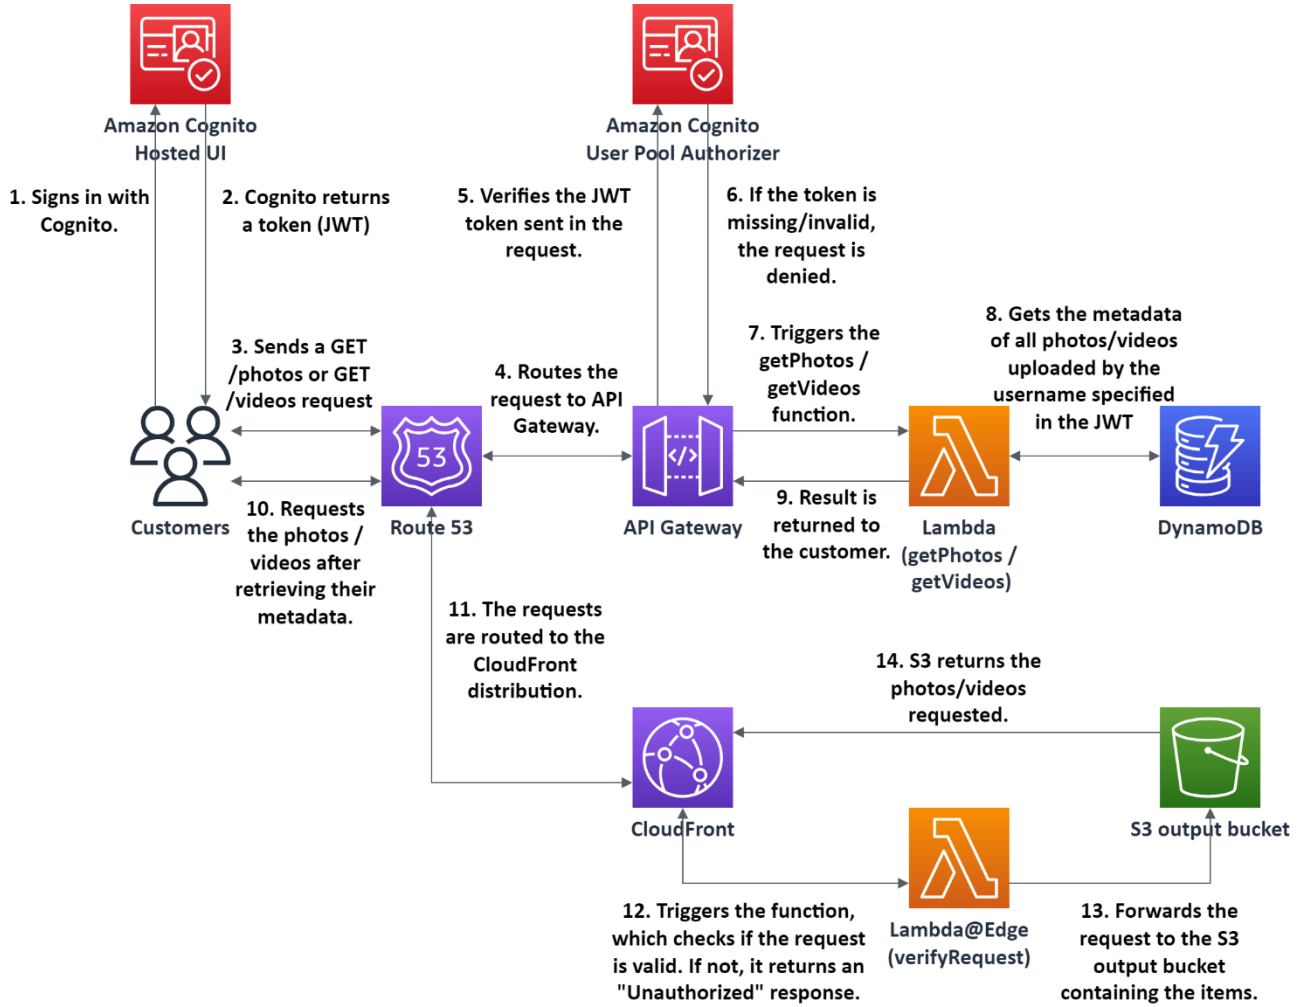 Amazon Cognito
Hosted UI
Amazon Cognito
User Pool Authorizer
1. Signs in with
Cognito.
2. Cognito returns
a token (JWT)
5. Verifies the JWT
token sent in the
request.
6. If the token is
missing/invalid,
the request is
denied.
3. Sends a GET
/photos or GET
/videos request
4. Routes the
request to API
Gateway.
7. Triggers the
getPhotos /
getVideos
function.
8. Gets the metadata
of all photos/videos
uploaded by the
username specified
in the JWT
53
</>
Customers
Route 53
API Gateway
Lambda
(getPhotos /
getVideos)
DynamoDB
9. Result is
returned to
the customer.
10. Requests
the photos /
videos after
retrieving their
metadata.
11. The requests
are routed to the
CloudFront
distribution.
14. S3 returns the
photos/videos
requested.
CloudFront
S3 output bucket
12. Triggers the function,
which checks if the request
is valid. If not, it returns an
"Unauthorized" response.
Lambda@Edge
(verifyRequest)
13. Forwards the
request to the S3
output bucket
containing the items.